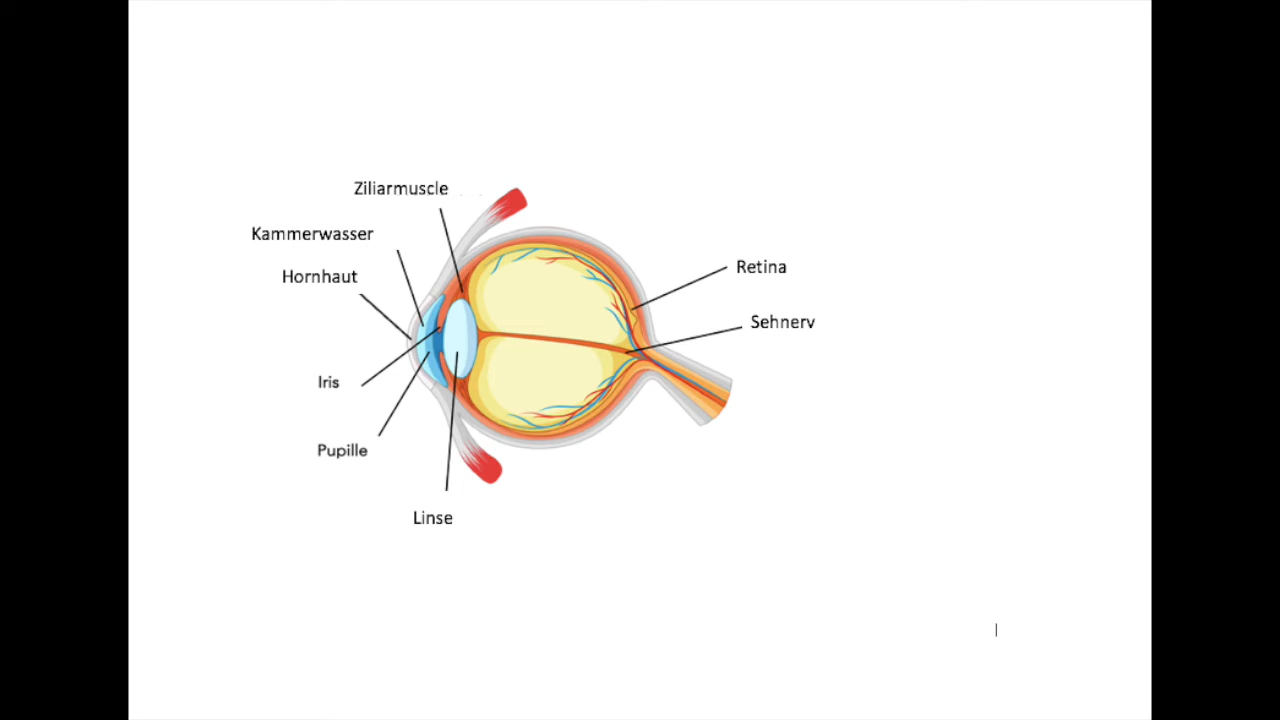 Ziliarmuscle
Kammerwasser
Hornhaut
Retina
Sehnerv
Iris
Pupille
Linse